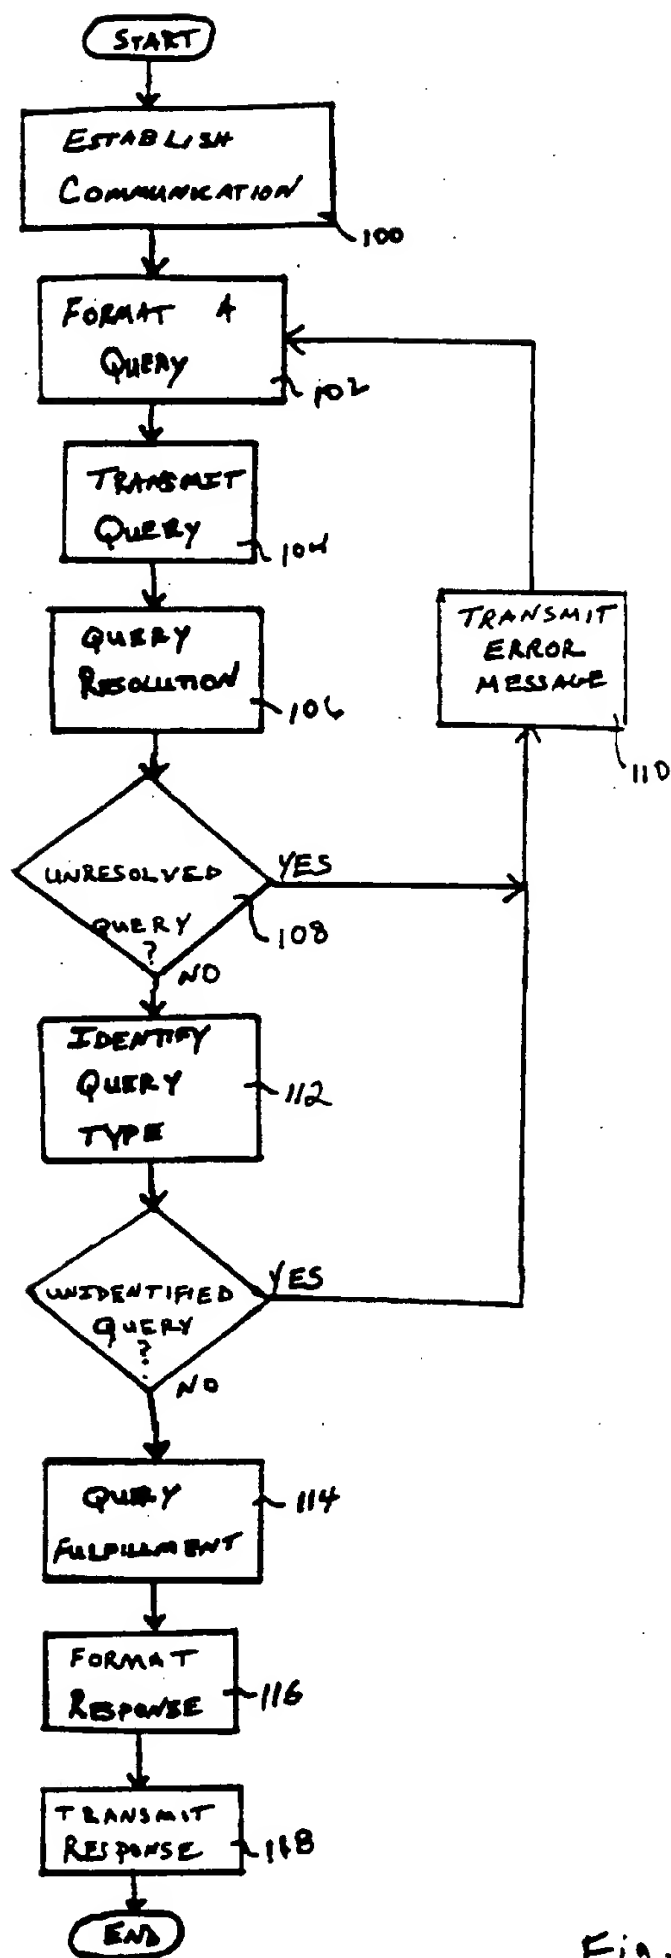 START
ESTABLISH
COMMUNICATION
100
FORMAT A
QUERY
102
TRANSMIT
QUERY
104
QUERY
RESOLUTION
106
TRANSMIT
ERROR
MESSAGE
110
UNRESOLVED
QUERY
?
YES
108
NO
IDENTIFY
QUERY
TYPE
112
UNIDENTIFIED
QUERY
?
YES
NO
QUERY
FULFILLMENT
114
FORMAT
RESPONSE
116
TRANSMIT
RESPONSE
118
END
Fig.